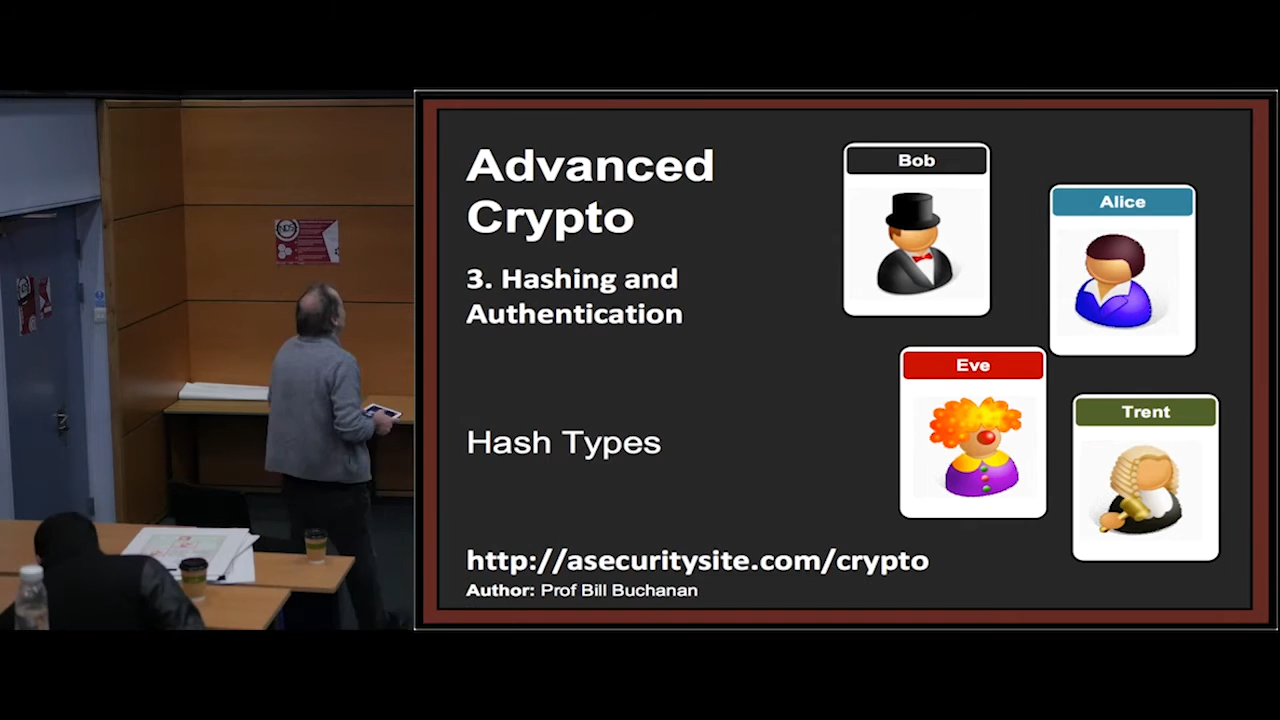 Advanced
Crypto
3. Hashing and
Authentication
Hash Types
http://asecuritysite.com/crypto
Author: Prof Bill Buchanan
Bob
Alice
Eve
Trent